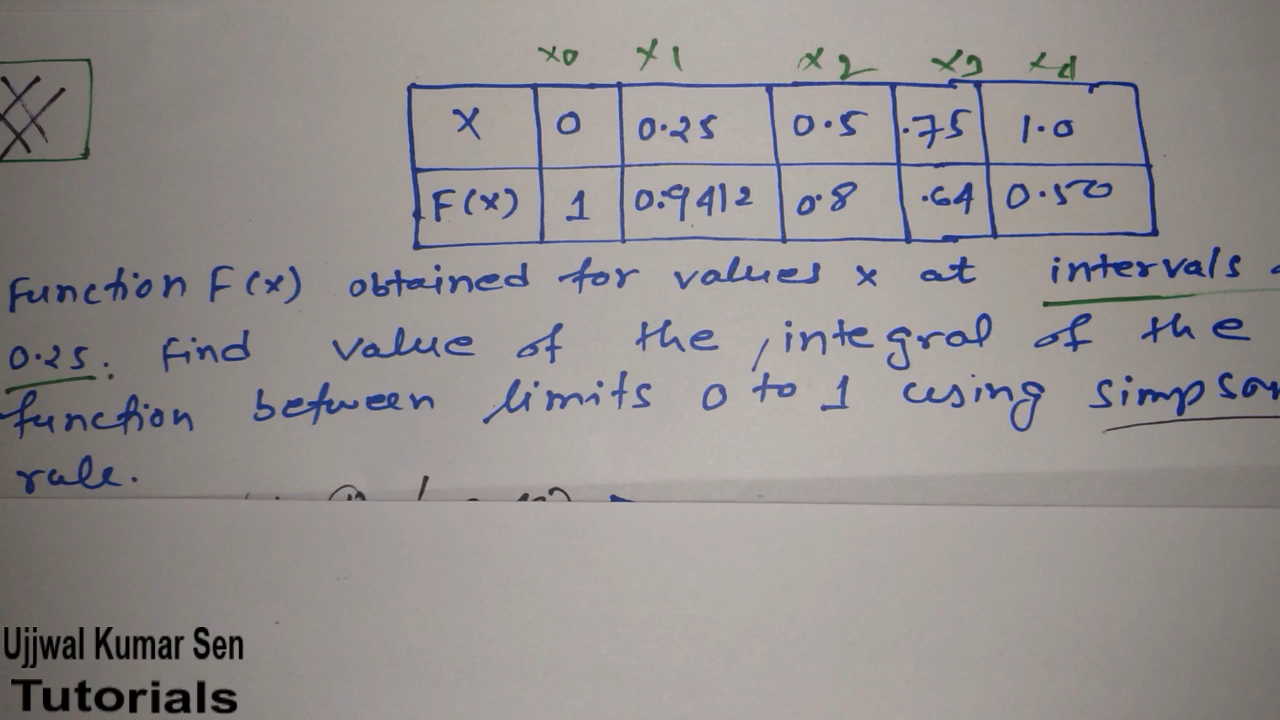 x0 x1 x2 x3 x4
X 0 0.25 0.5 .75 1.0
F(x) 1 0.9412 0.8 .64 0.50
Function F(x) obtained for values x at intervals
0.25. Find value of the integral of the
function between limits 0 to 1 using simpson
rule.
Ujjwal Kumar Sen
Tutorials